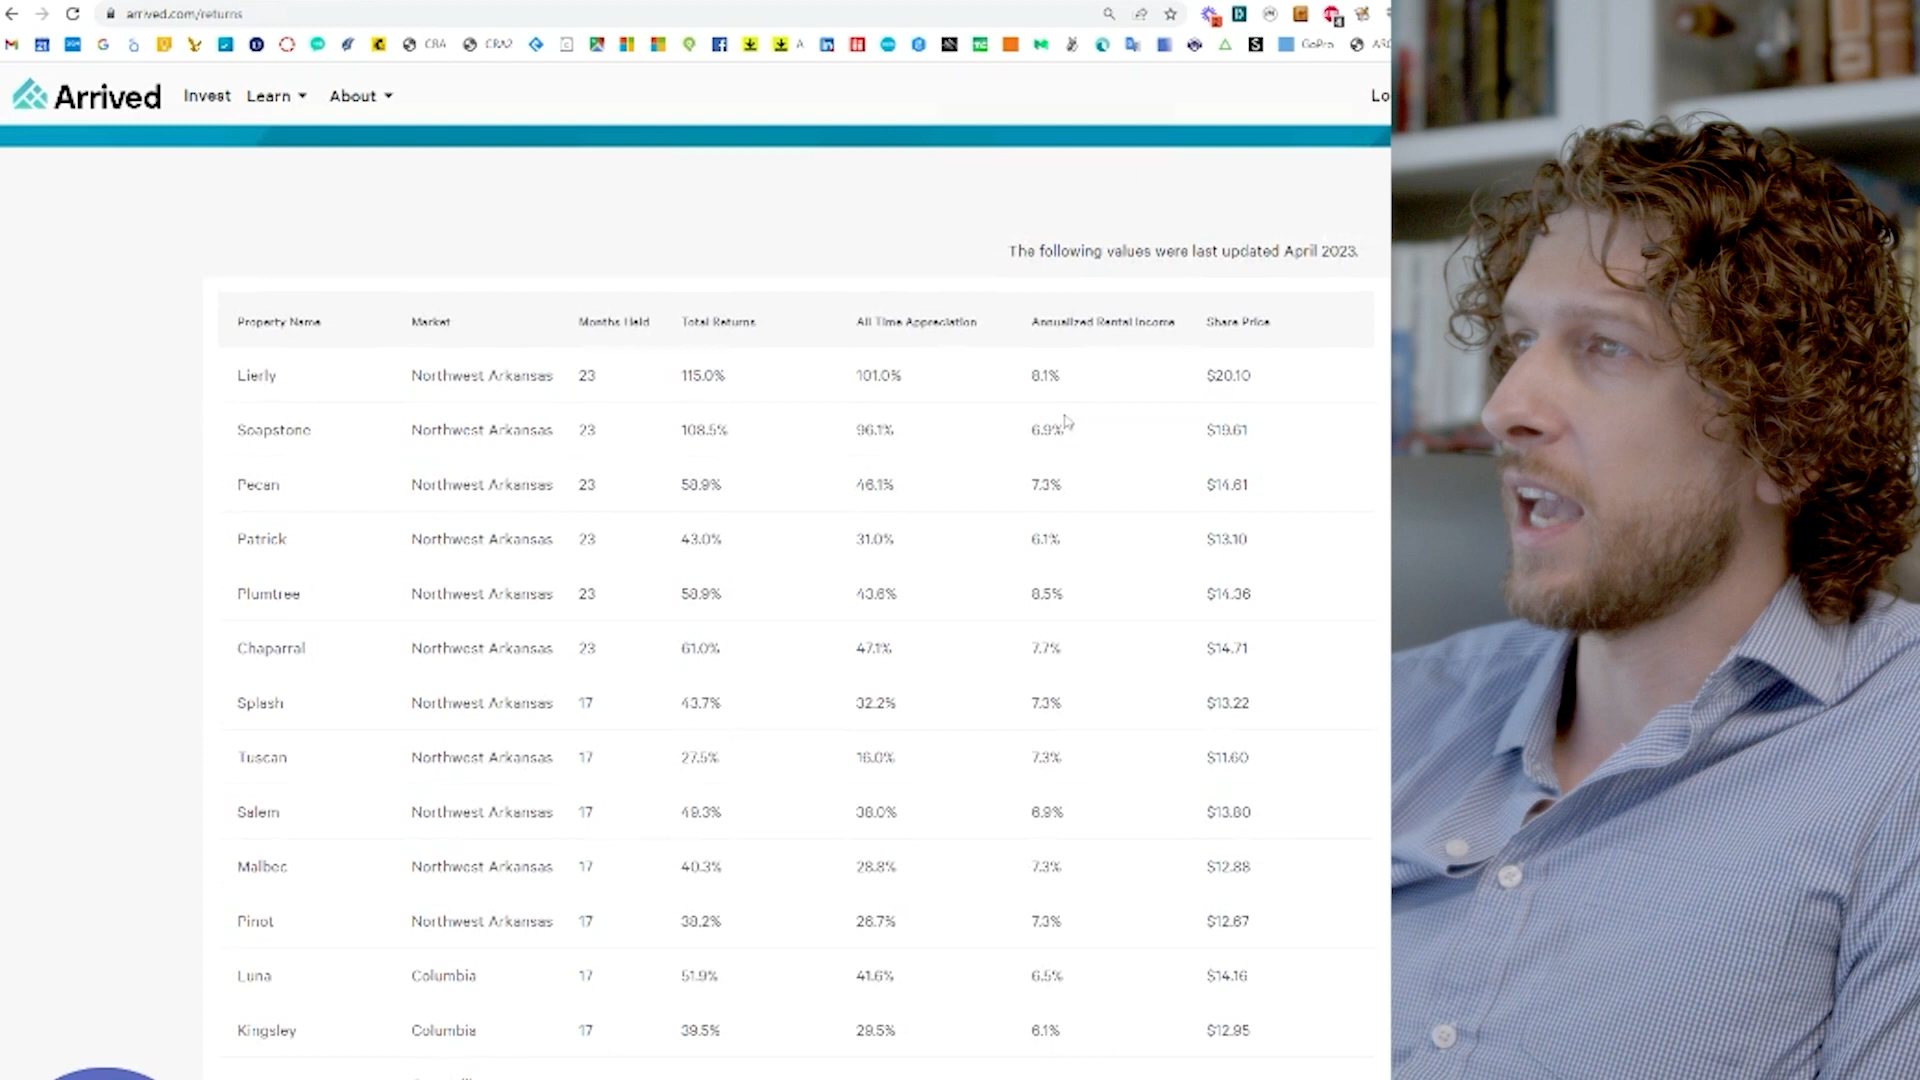 arrived.com/returns
CRA CRA2 GoPro
Arrived Invest Learn About Lo
The following values were last updated April 2023.
Property Name Market Months Held Total Returns All Time Appreciation Annualized Rental Income Share Price
Lierly Northwest Arkansas 23 115.0% 101.0% 8.1% $20.10
Soapstone Northwest Arkansas 23 108.5% 96.1% 6.9% $19.61
Pecan Northwest Arkansas 23 58.9% 46.1% 7.3% $14.61
Patrick Northwest Arkansas 23 43.0% 31.0% 6.1% $13.10
Plumtree Northwest Arkansas 23 58.9% 43.6% 8.5% $14.36
Chaparral Northwest Arkansas 23 61.0% 47.1% 7.7% $14.71
Splash Northwest Arkansas 17 43.7% 32.2% 7.3% $13.22
Tuscan Northwest Arkansas 17 27.5% 16.0% 7.3% $11.60
Salem Northwest Arkansas 17 49.3% 38.0% 6.9% $13.80
Malbec Northwest Arkansas 17 40.3% 28.8% 7.3% $12.88
Pinot Northwest Arkansas 17 38.2% 26.7% 7.3% $12.67
Luna Columbia 17 51.9% 41.6% 6.5% $14.16
Kingsley Columbia 17 39.5% 29.5% 6.1% $12.95